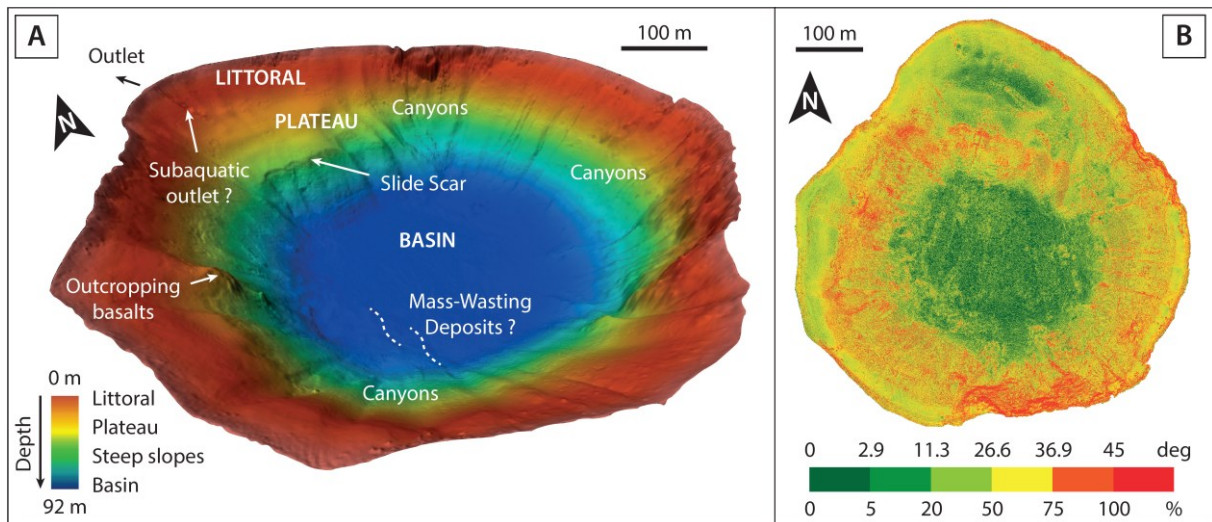 A
Outlet
LITTORAL
100 m
N
PLATEAU
Canyons
Subaquatic
outlet ?
Slide Scar
Canyons
BASIN
Outcropping
basalts
Mass-Wasting
Deposits ?
Canyons
0 m
Depth
Littoral
Plateau
Steep slopes
Basin
92 m
100 m
B
N
0 2.9 11.3 26.6 36.9 45 deg
0 5 20 50 75 100 %